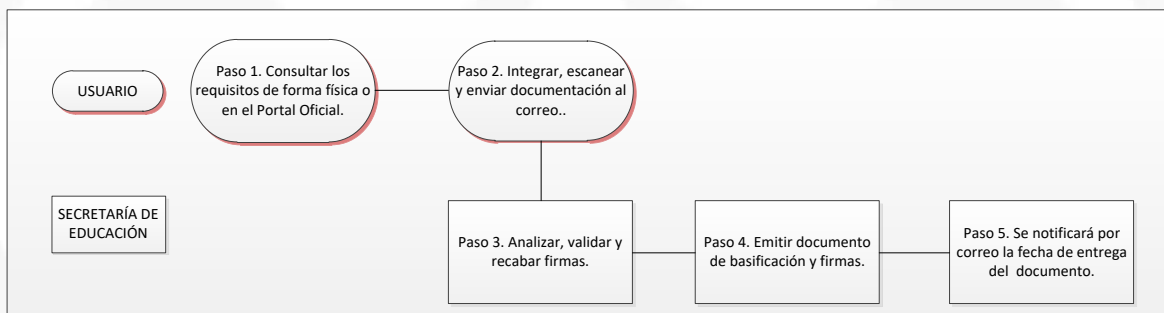 USUARIO
Paso 1. Consultar los
requisitos de forma física o
en el Portal Oficial.
Paso 2. Integrar, escanear
y enviar documentación al
correo..
SECRETARÍA DE
EDUCACIÓN
Paso 3. Analizar, validar y
recabar firmas.
Paso 4. Emitir documento
de basificación y firmas.
Paso 5. Se notificará por
correo la fecha de entrega
del documento.